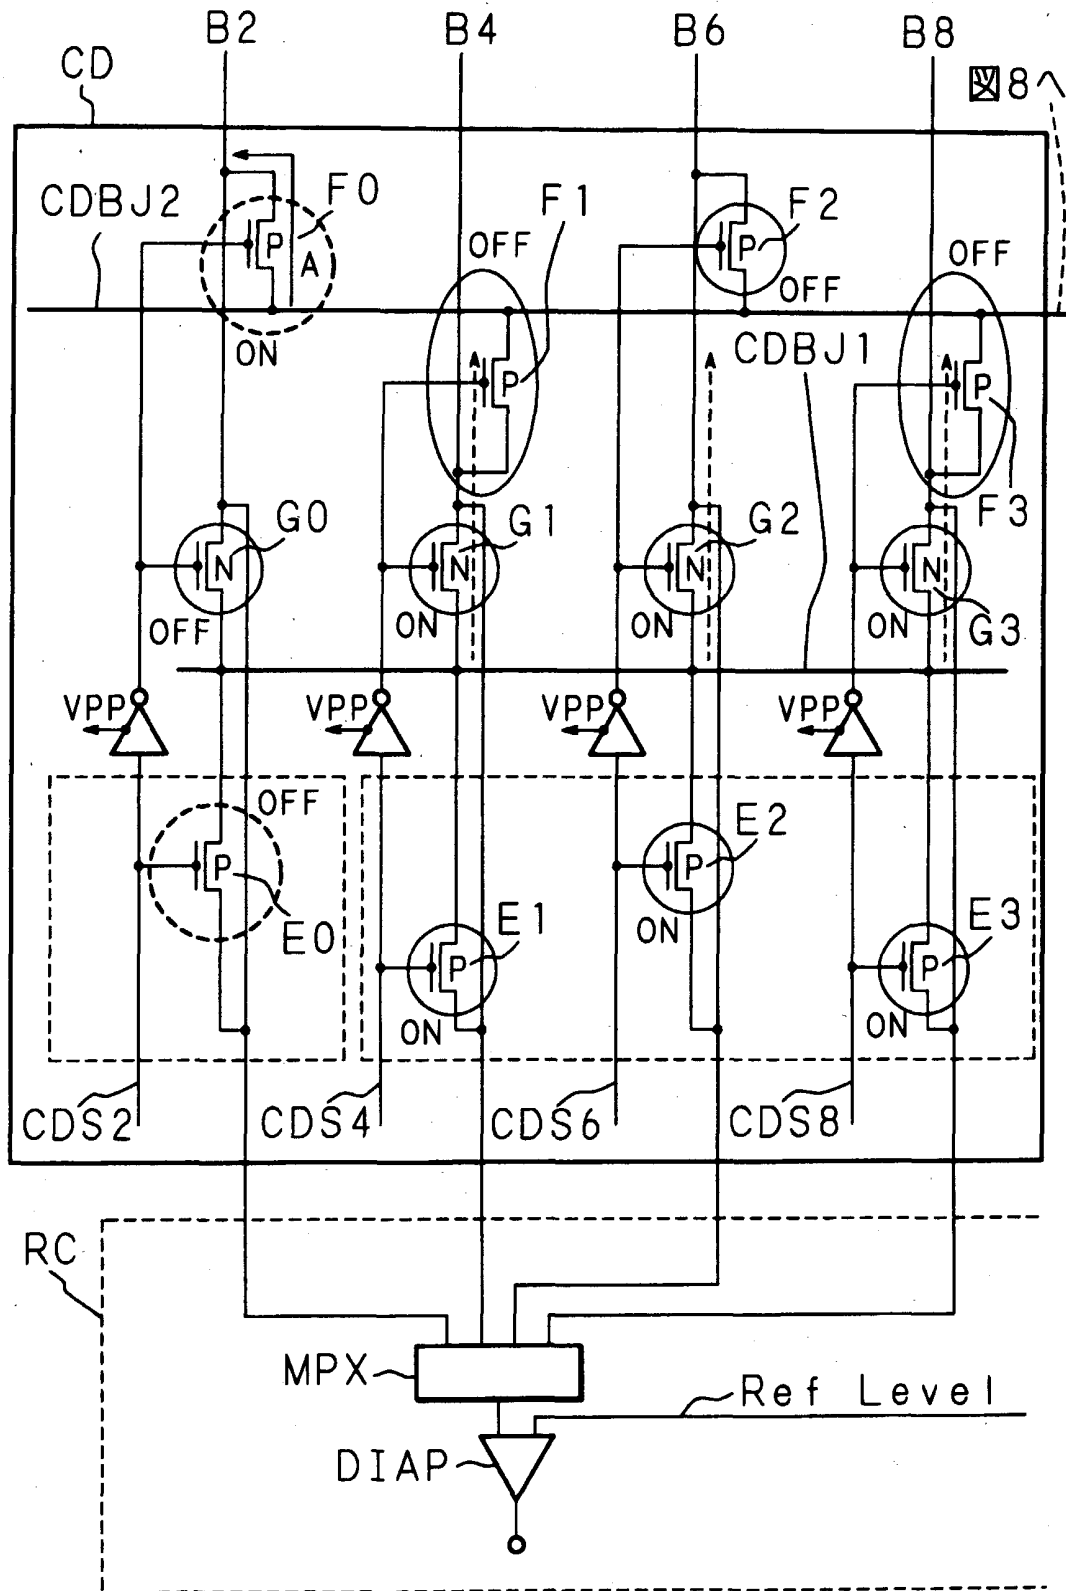 B2 B4 B6 B8
CD
図8へ
CDBJ2 F0 F1 F2
P A OFF P OFF
ON OFF
CDBJ1
P P
F3
G0 G1 G2
N N N N
OFF ON ON ON G3
VPP VPP VPP VPP
OFF
P E2
P
E0 E1 ON E3
P P
ON ON
CDS2 CDS4 CDS6 CDS8
RC
MPX
Ref Level
DIAP